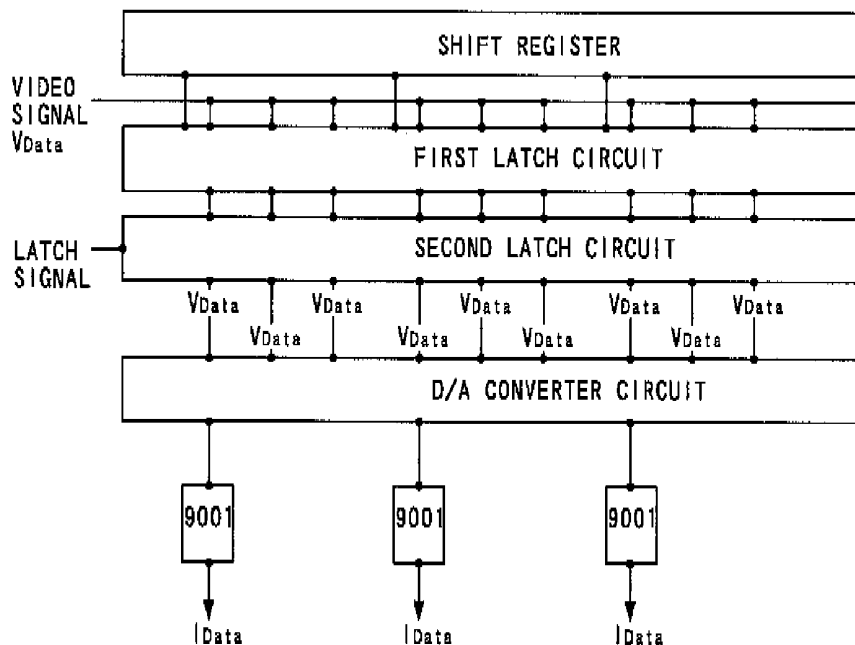 SHIFT REGISTER
VIDEO
SIGNAL
VData
FIRST LATCH CIRCUIT
LATCH
SIGNAL
SECOND LATCH CIRCUIT
VData VData VData VData VData VData VData VData VData
D/A CONVERTER CIRCUIT
9001 9001 9001
IData IData IData